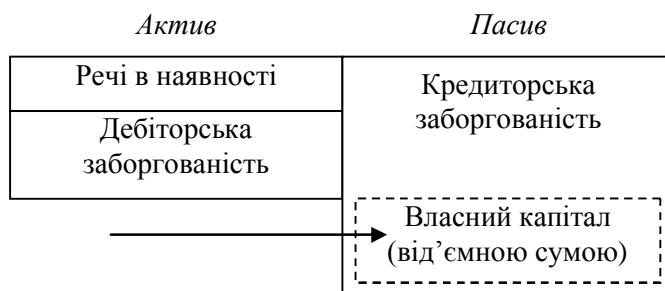 Актив
Пасив
Речі в наявності
Дебіторська
заборгованість
Кредиторська
заборгованість
Власний капітал
(від’ємною сумою)